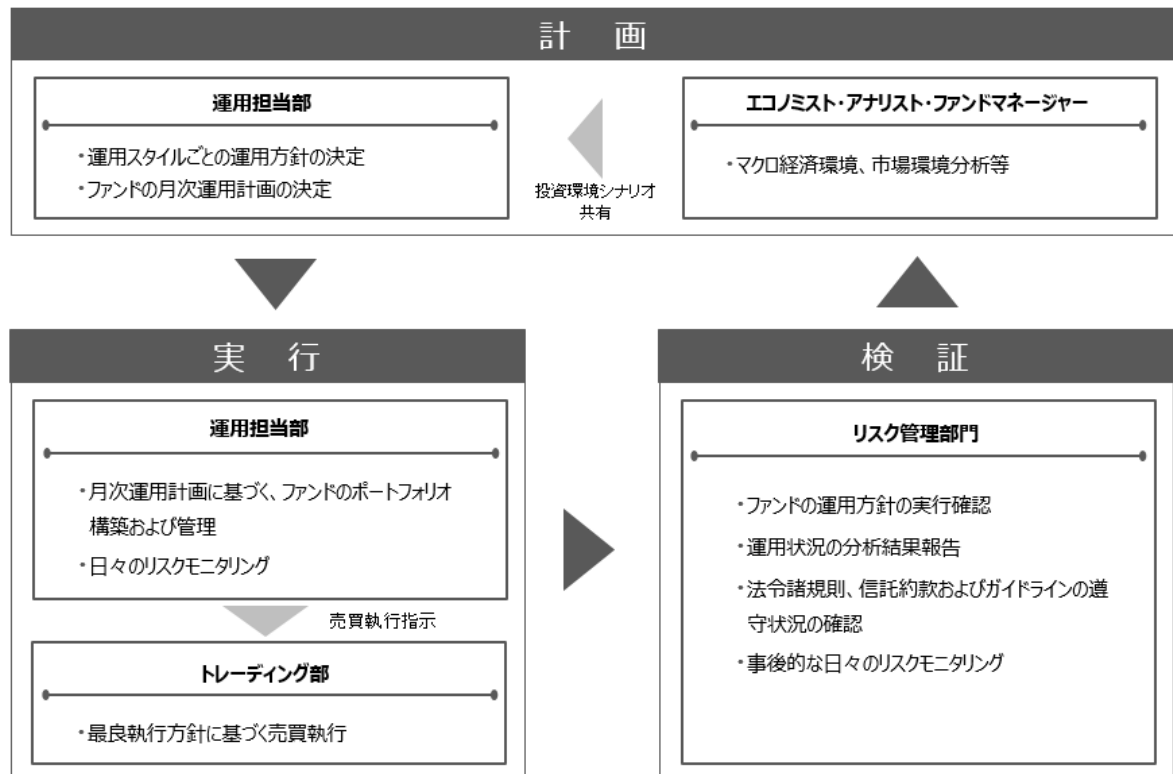 計 画
運用担当部
・運用スタイルごとの運用方針の決定
・ファンドの月次運用計画の決定
投資環境シナリオ
共有
エコノミスト・アナリスト・ファンドマネージャー
・マクロ経済環境、市場環境分析等
実 行
運用担当部
・月次運用計画に基づく、ファンドのポートフォリオ
構築および管理
・日々のリスクモニタリング
売買執行指示
トレーディング部
・最良執行方針に基づく売買執行
検 証
リスク管理部門
・ファンドの運用方針の実行確認
・運用状況の分析結果報告
・法令諸規則、信託約款およびガイドラインの遵
守状況の確認
・事後的な日々のリスクモニタリング